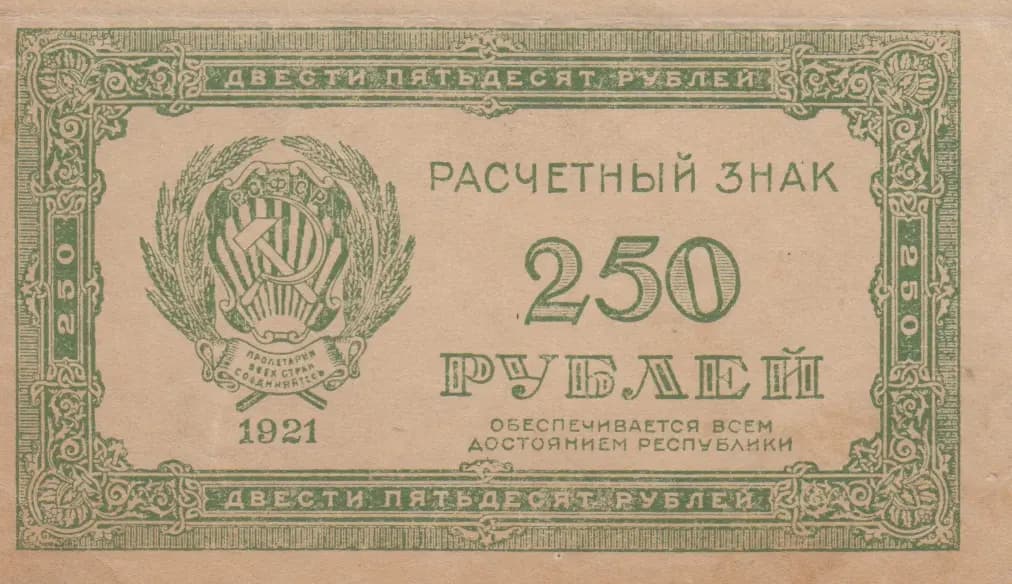 ДВЕСТИ ПЯТЬДЕСЯТ РУБЛЕЙ
РСФСР
РАСЧЕТНЫЙ ЗНАК
250
250
250
РУБЛЕЙ
ПРОЛЕТАРИИ
ВСЕХ СТРАН
СОЕДИНЯЙТЕСЬ
1921
ОБЕСПЕЧИВАЕТСЯ ВСЕМ
ДОСТОЯНИЕМ РЕСПУБЛИКИ
ДВЕСТИ ПЯТЬДЕСЯТ РУБЛЕЙ